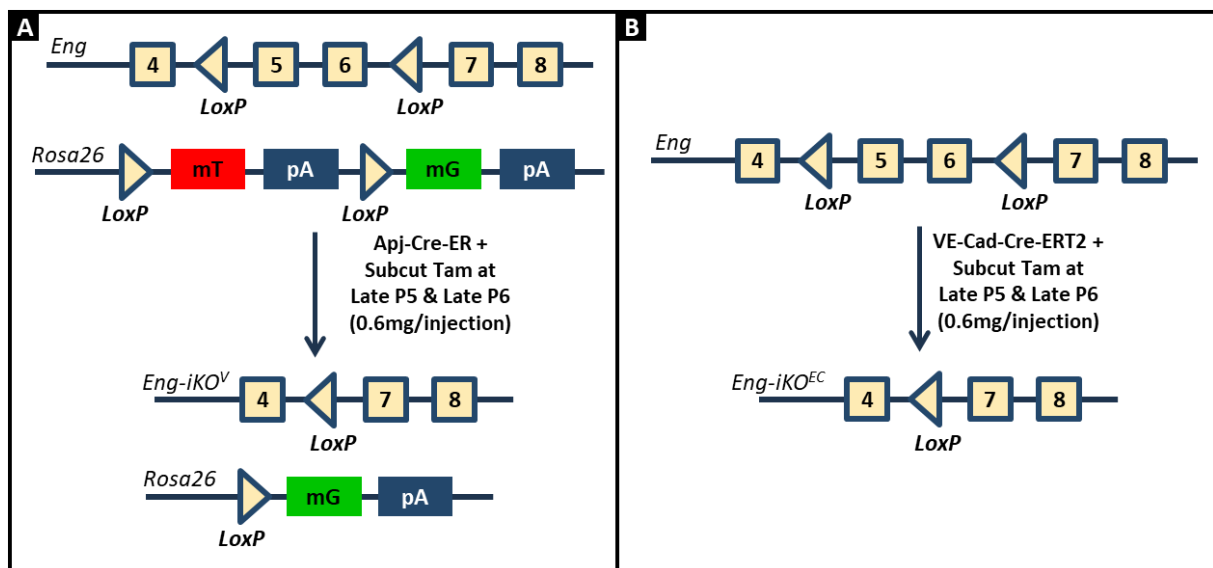 A
Eng
4 5 6 7 8
LoxP LoxP
Rosa26
mT pA mG pA
LoxP LoxP
Apj-Cre-ER +
Subcut Tam at
Late P5 & Late P6
(0.6mg/injection)
Eng-iKOV
4 7 8
LoxP
Rosa26
mG pA
LoxP
B
Eng
4 5 6 7 8
LoxP LoxP
VE-Cad-Cre-ERT2 +
Subcut Tam at
Late P5 & Late P6
(0.6mg/injection)
Eng-iKOEC
4 7 8
LoxP